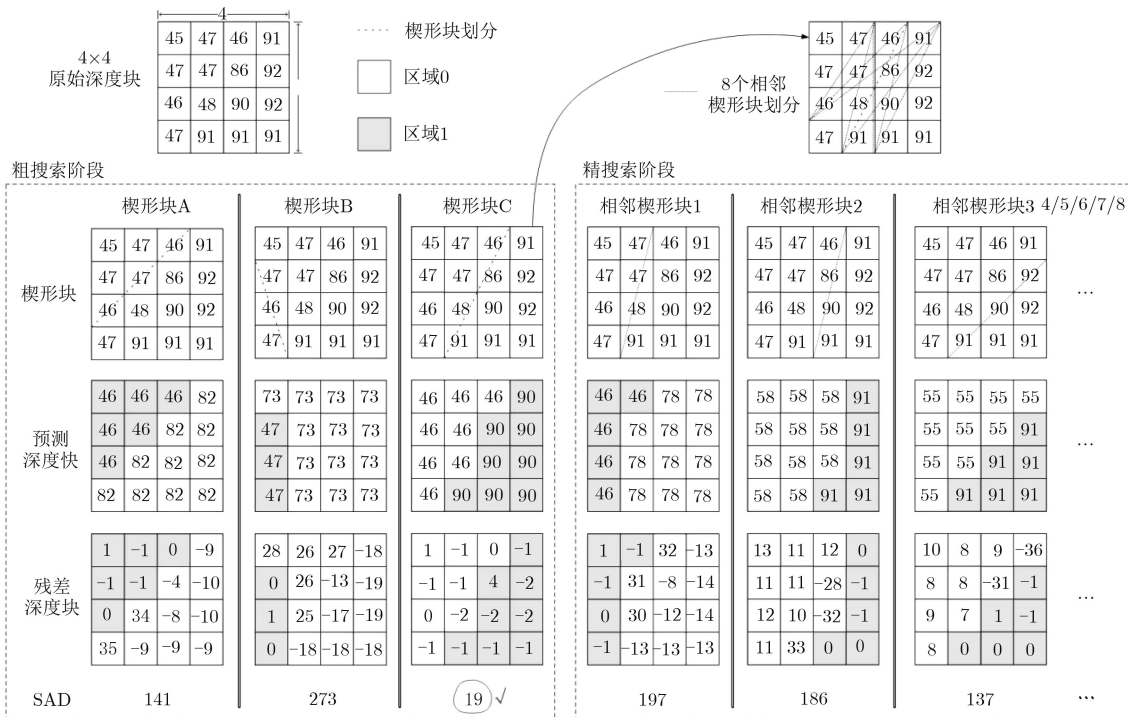 4
45 47 46 91
47 47 86 92
46 48 90 92
47 91 91 91
4×4
原始深度块
楔形块划分
区域0
区域1
8个相邻
楔形块划分
45 47 46 91
47 47 86 92
46 48 90 92
47 91 91 91
粗搜索阶段
精搜索阶段
楔形块A 楔形块B 楔形块C 相邻楔形块1 相邻楔形块2 相邻楔形块3 4/5/6/7/8
楔形块
45 47 46 91 45 47 46 91 45 47 46 91 45 47 46 91 45 47 46 91 45 47 46 91
47 47 86 92 47 47 86 92 47 47 86 92 47 47 86 92 47 47 86 92 47 47 86 92
46 48 90 92 46 48 90 92 46 48 90 92 46 48 90 92 46 48 90 92 46 48 90 92 ...
47 91 91 91 47 91 91 91 47 91 91 91 47 91 91 91 47 91 91 91 47 91 91 91
预测
深度快
46 46 46 82 73 73 73 73 46 46 46 90 46 46 78 78 58 58 58 91 55 55 55 55
46 46 82 82 47 73 73 73 46 46 90 90 46 78 78 78 58 58 58 91 55 55 55 91
46 82 82 82 47 73 73 73 46 46 90 90 46 78 78 78 58 58 58 91 55 55 91 91 ...
82 82 82 82 47 73 73 73 46 90 90 90 46 78 78 78 58 58 91 91 55 91 91 91
残差
深度块
1 −1 0 −9 28 26 27 −18 1 −1 0 −1 1 −1 32 −13 13 11 12 0 10 8 9 −36
−1 −1 −4 −10 0 26 −13 −19 −1 −1 4 −2 −1 31 −8 −14 11 11 −28 −1 8 8 −31 −1
0 34 −8 −10 1 25 −17 −19 0 −2 −2 −2 0 30 −12 −14 12 10 −32 −1 9 7 1 −1 ...
35 −9 −9 −9 0 −18 −18 −18 −1 −1 −1 −1 −1 −13 −13 −13 11 33 0 0 8 0 0 0
SAD 141 273 19 ✓ 197 186 137 ...